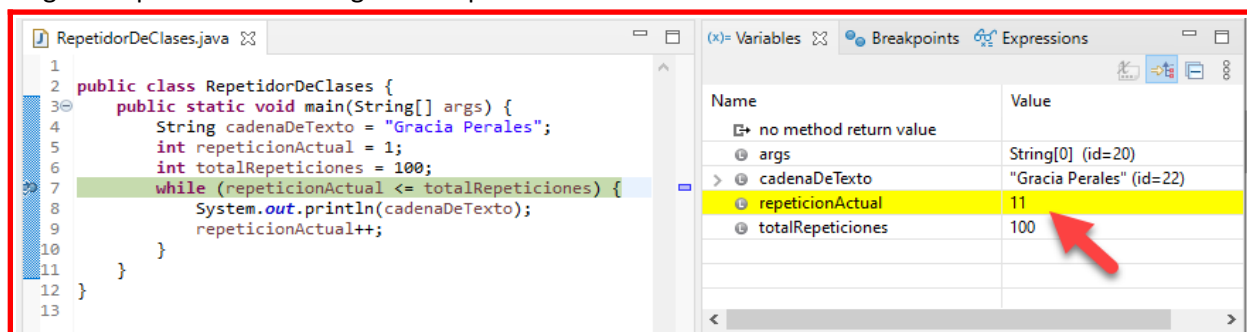 RepetidorDeClases.java
1
2 public class RepetidorDeClases {
3 public static void main(String[] args) {
4 String cadenaDeTexto = "Gracia Perales";
5 int repeticionActual = 1;
6 int totalRepeticiones = 100;
7 while (repeticionActual <= totalRepeticiones) {
8 System.out.println(cadenaDeTexto);
9 repeticionActual++;
10 }
11 }
12 }
13
(x)= Variables Breakpoints Expressions
Name Value
no method return value
args String[0] (id=20)
cadenaDeTexto "Gracia Perales" (id=22)
repeticionActual 11
totalRepeticiones 100